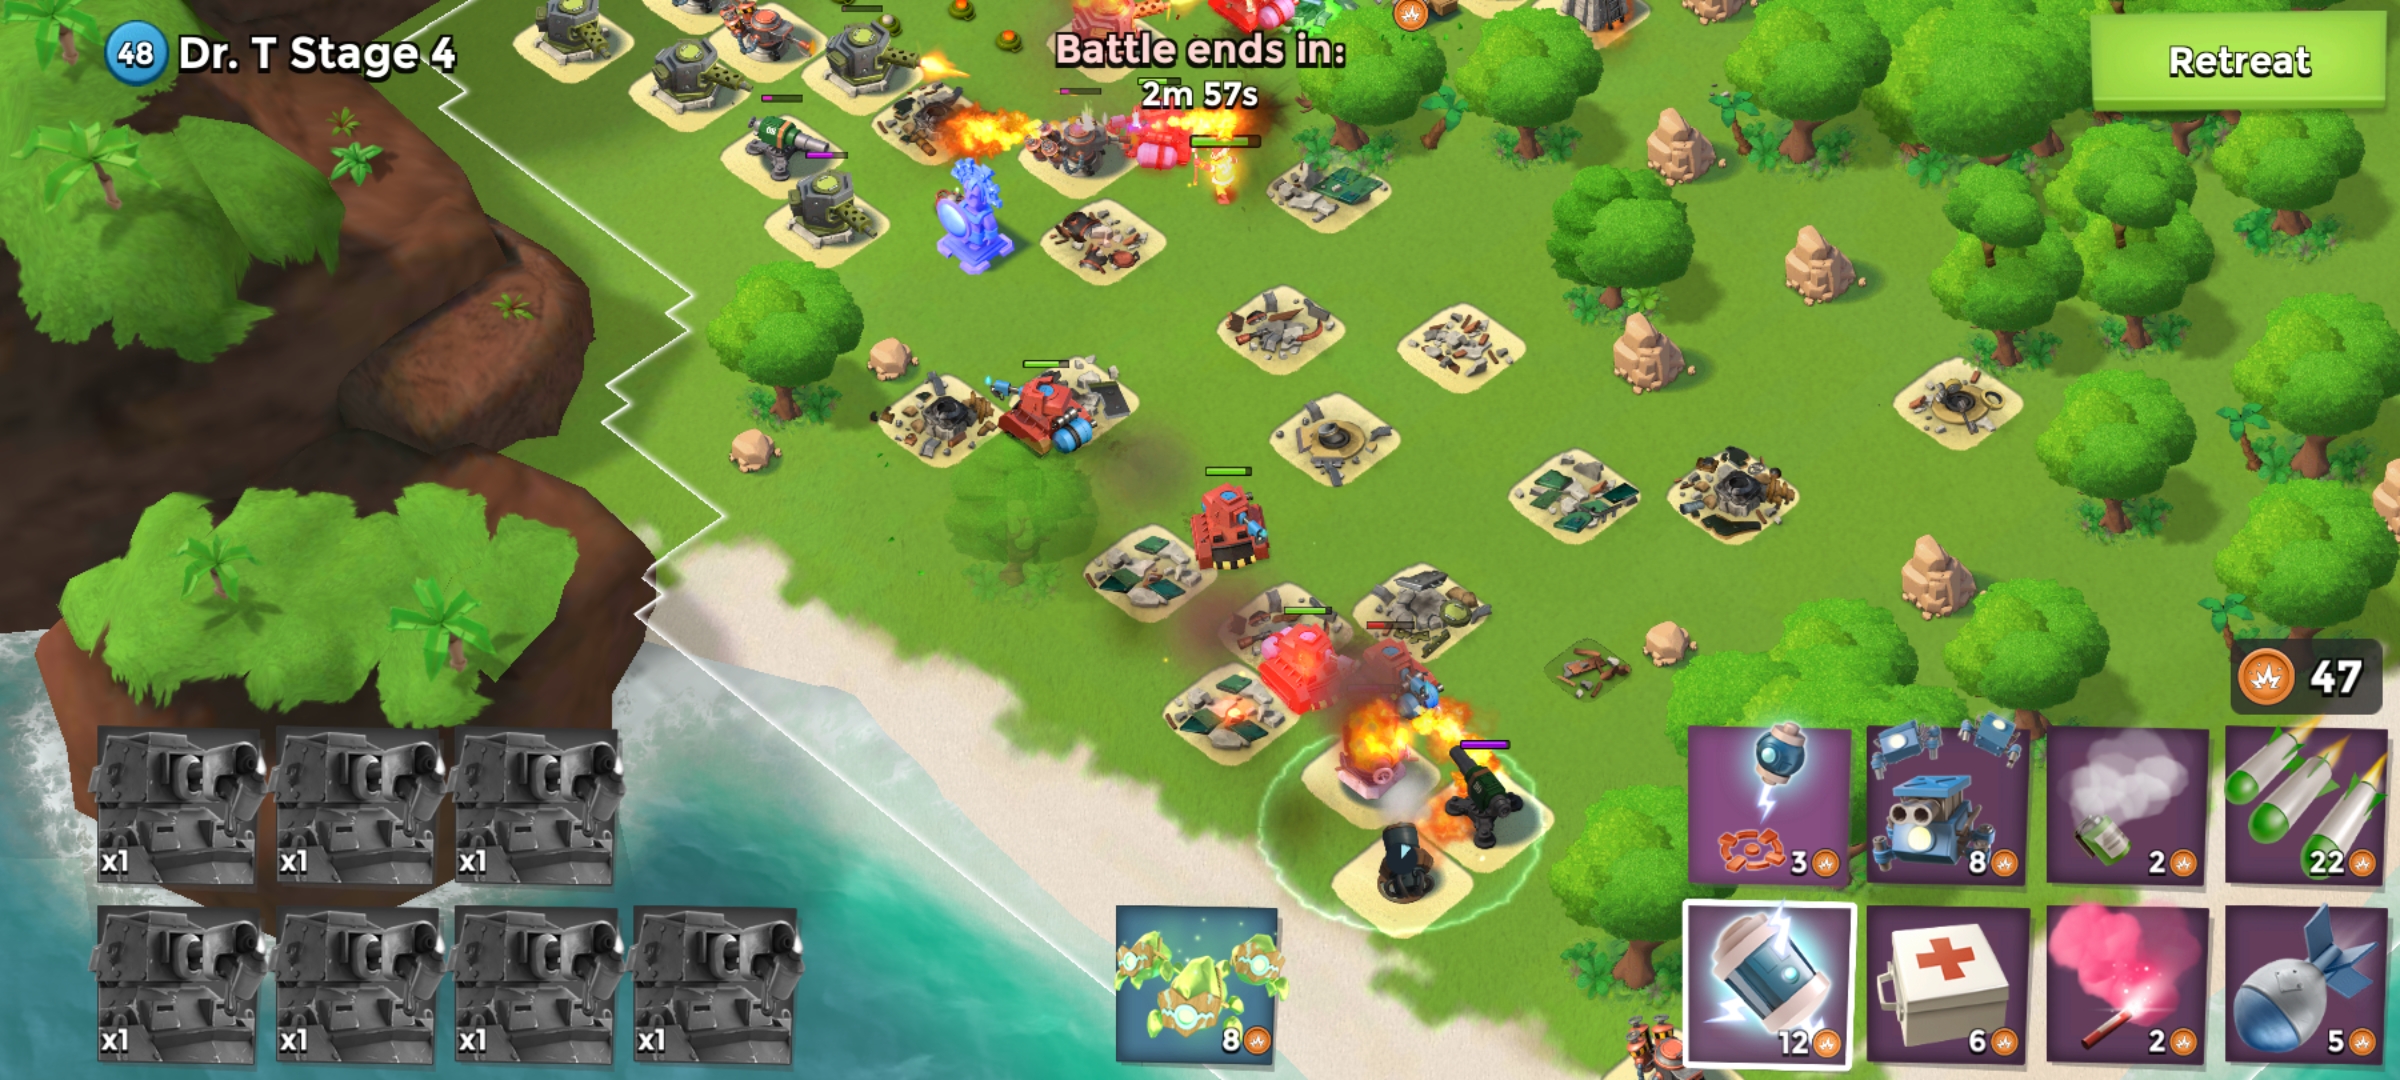 48 Dr. T Stage 4
Battle ends in:
2m 57s
Retreat
47
x1 x1 x1
3 8 2 22
x1 x1 x1 x1
8
12 6 2 5